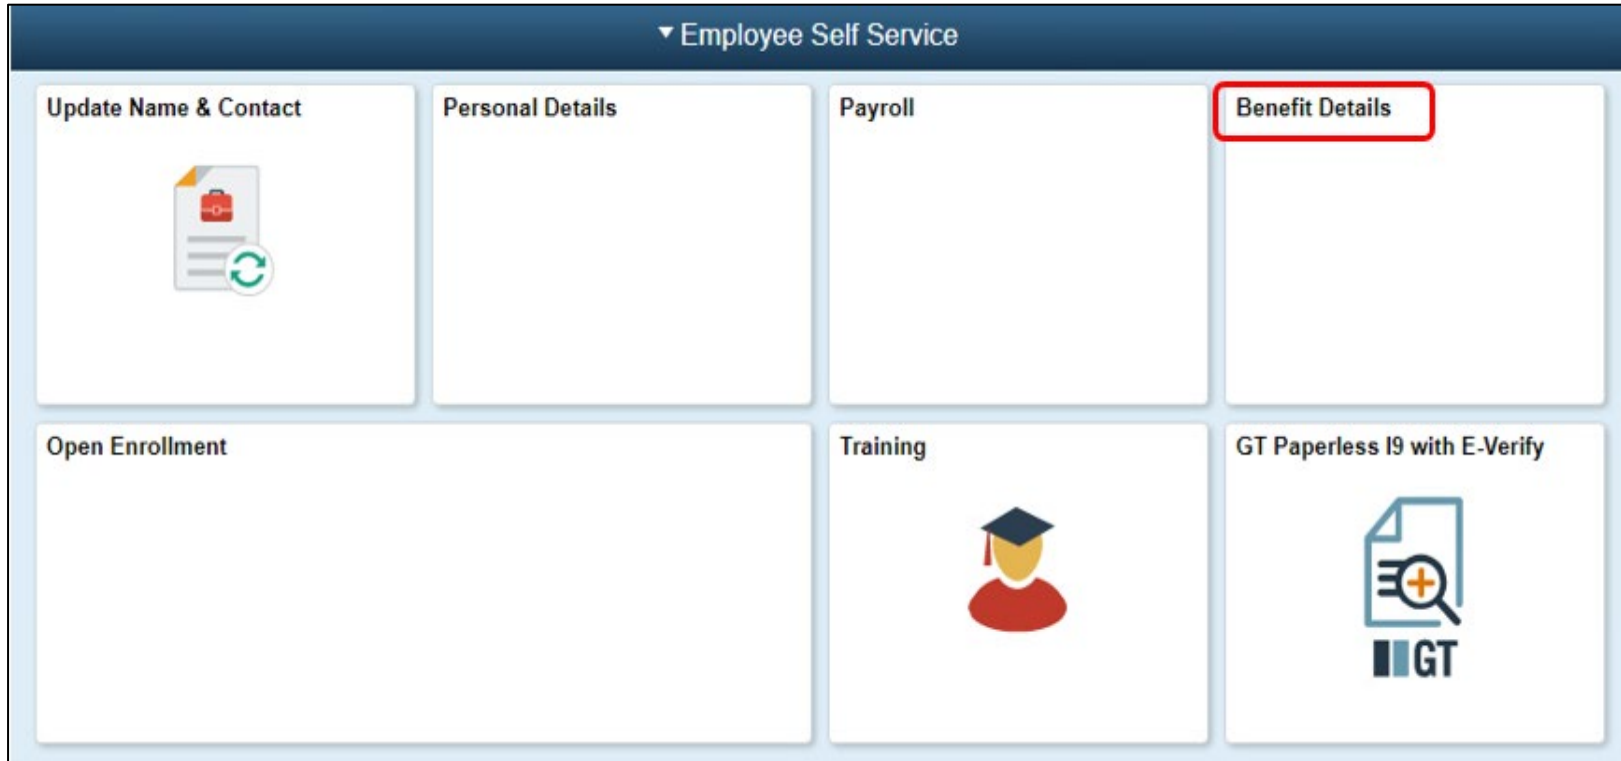 Employee Self Service
Update Name & Contact
Personal Details
Payroll
Benefit Details
Open Enrollment
Training
GT Paperless I9 with E-Verify
GT